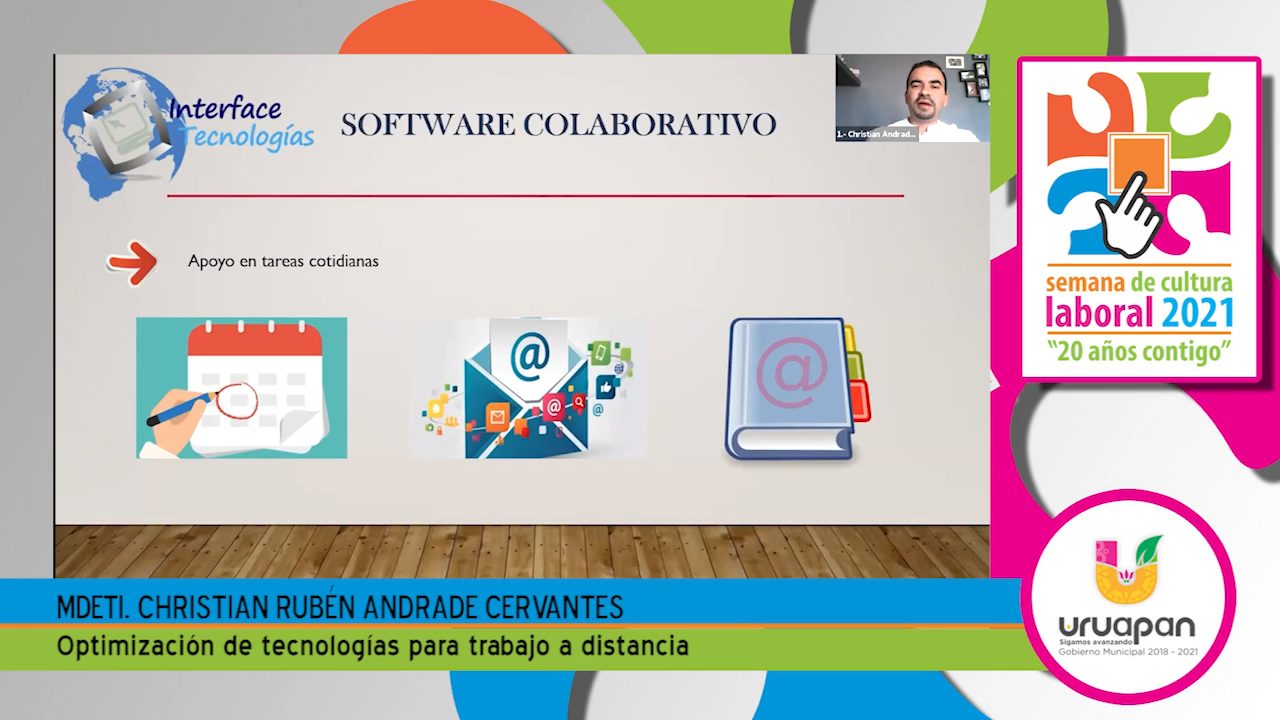 Interface
Tecnologías
SOFTWARE COLABORATIVO
1.- Christian Andrad...
Apoyo en tareas cotidianas
@
@
@
@
semana de cultura
laboral 2021
"20 años contigo"
MDETI. CHRISTIAN RUBÉN ANDRADE CERVANTES
Optimización de tecnologías para trabajo a distancia
uruapan
Sigamos avanzando
Gobierno Municipal 2018 - 2021